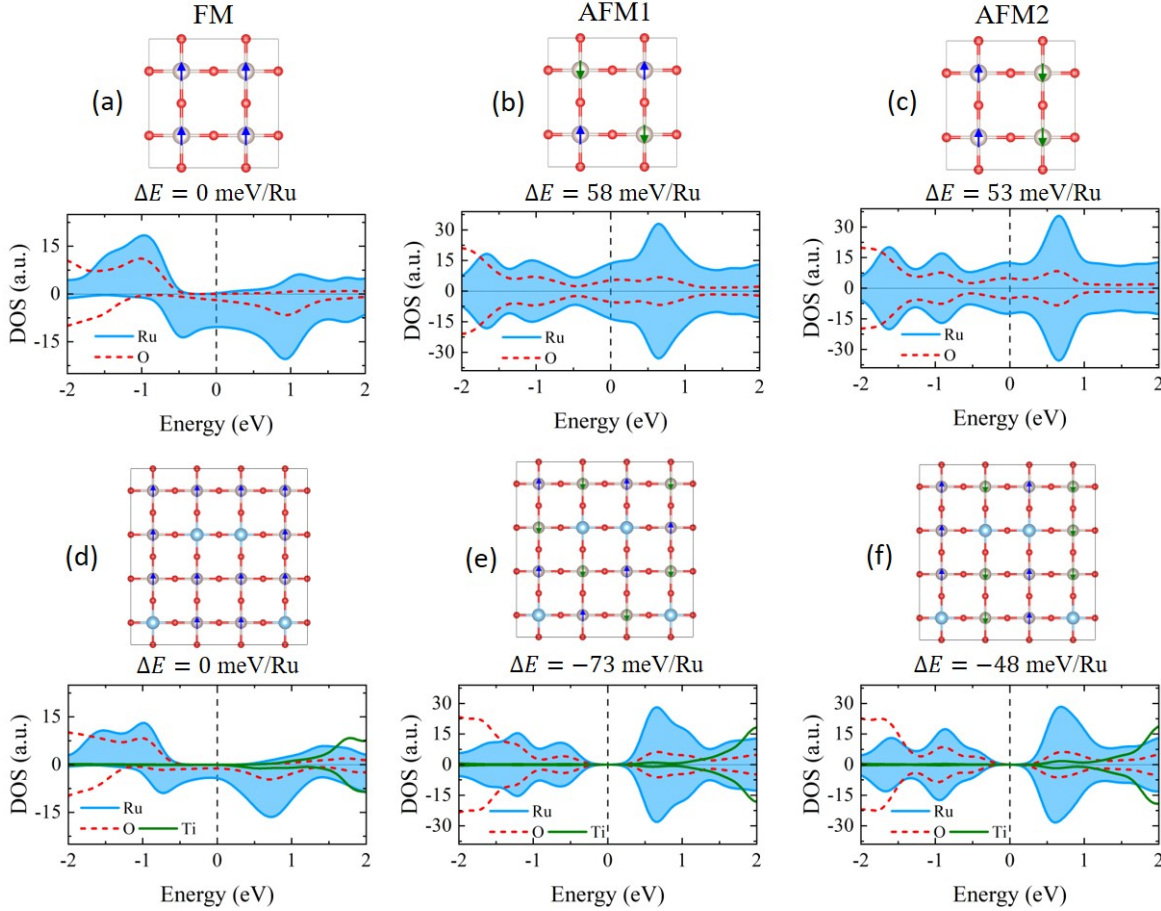 FM
AFM1
AFM2
(a)
(b)
(c)
ΔE = 0 meV/Ru
ΔE = 58 meV/Ru
ΔE = 53 meV/Ru
DOS (a.u.)
15
0
-15
Ru
O
-2 -1 0 1 2
Energy (eV)
DOS (a.u.)
30
15
0
-15
-30
Ru
O
-2 -1 0 1 2
Energy (eV)
DOS (a.u.)
30
15
0
-15
-30
Ru
O
-2 -1 0 1 2
Energy (eV)
(d)
(e)
(f)
ΔE = 0 meV/Ru
ΔE = −73 meV/Ru
ΔE = −48 meV/Ru
DOS (a.u.)
15
0
-15
Ru
O Ti
-2 -1 0 1 2
Energy (eV)
DOS (a.u.)
30
15
0
-15
-30
Ru
O Ti
-2 -1 0 1 2
Energy (eV)
DOS (a.u.)
30
15
0
-15
-30
Ru
O Ti
-2 -1 0 1 2
Energy (eV)